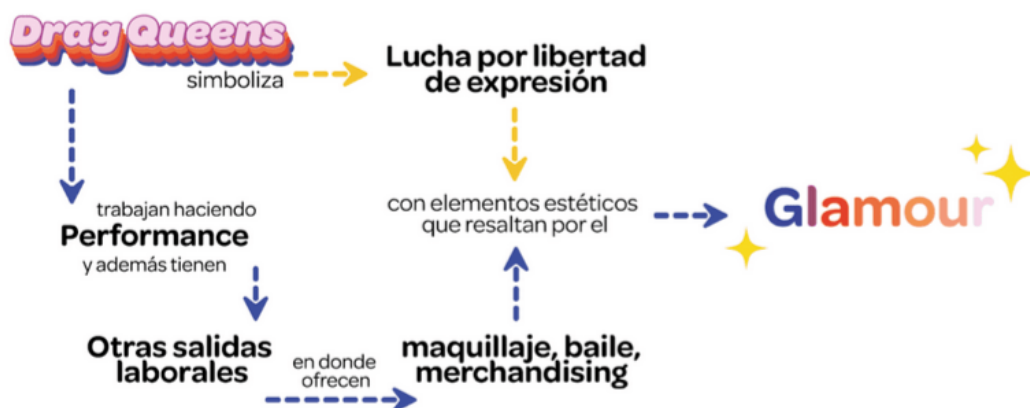 Drag Queens
simboliza
Lucha por libertad
de expresión
trabajan haciendo
Performance
y además tienen
con elementos estéticos
que resaltan por el
Glamour
Otras salidas
laborales
en donde
ofrecen
maquillaje, baile,
merchandising